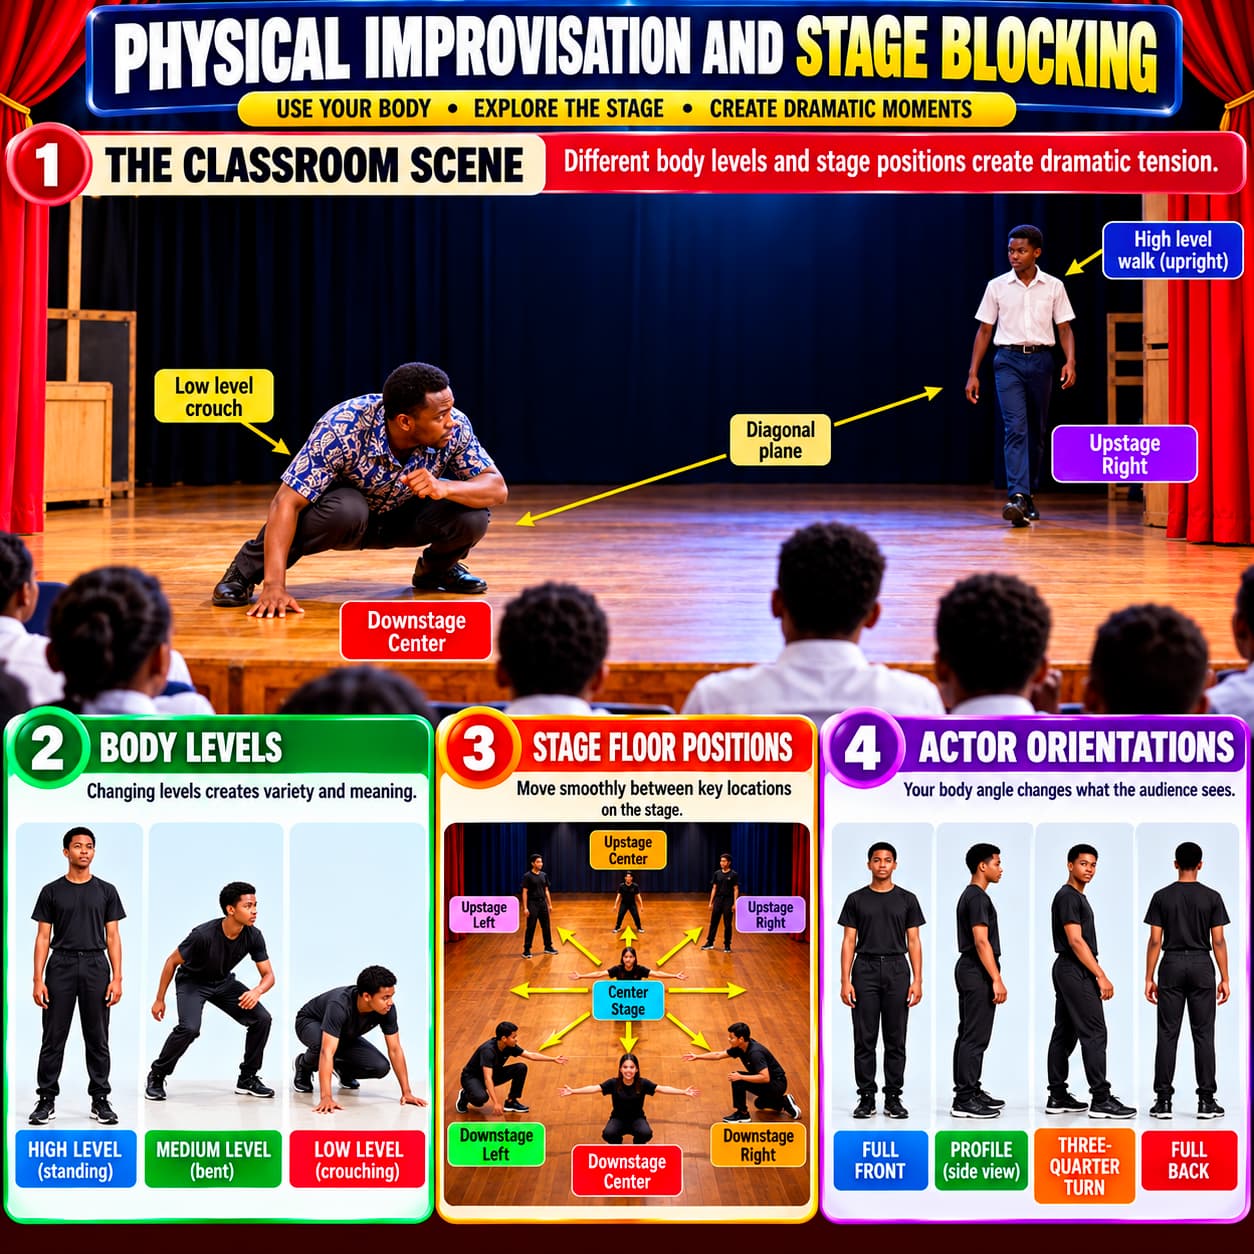 PHYSICAL IMPROVISATION AND STAGE BLOCKING
USE YOUR BODY • EXPLORE THE STAGE • CREATE DRAMATIC MOMENTS
1 THE CLASSROOM SCENE
Different body levels and stage positions create dramatic tension.
High level
walk (upright)
Low level
crouch
Diagonal
plane
Upstage
Right
Downstage
Center
2 BODY LEVELS
Changing levels creates variety and meaning.
HIGH LEVEL
(standing)
MEDIUM LEVEL
(bent)
LOW LEVEL
(crouching)
3 STAGE FLOOR POSITIONS
Move smoothly between key locations
on the stage.
Upstage
Center
Upstage
Left
Upstage
Right
Center
Stage
Downstage
Left
Downstage
Center
Downstage
Right
4 ACTOR ORIENTATIONS
Your body angle changes what the audience sees.
FULL
FRONT
PROFILE
(side view)
THREE-
QUARTER
TURN
FULL
BACK